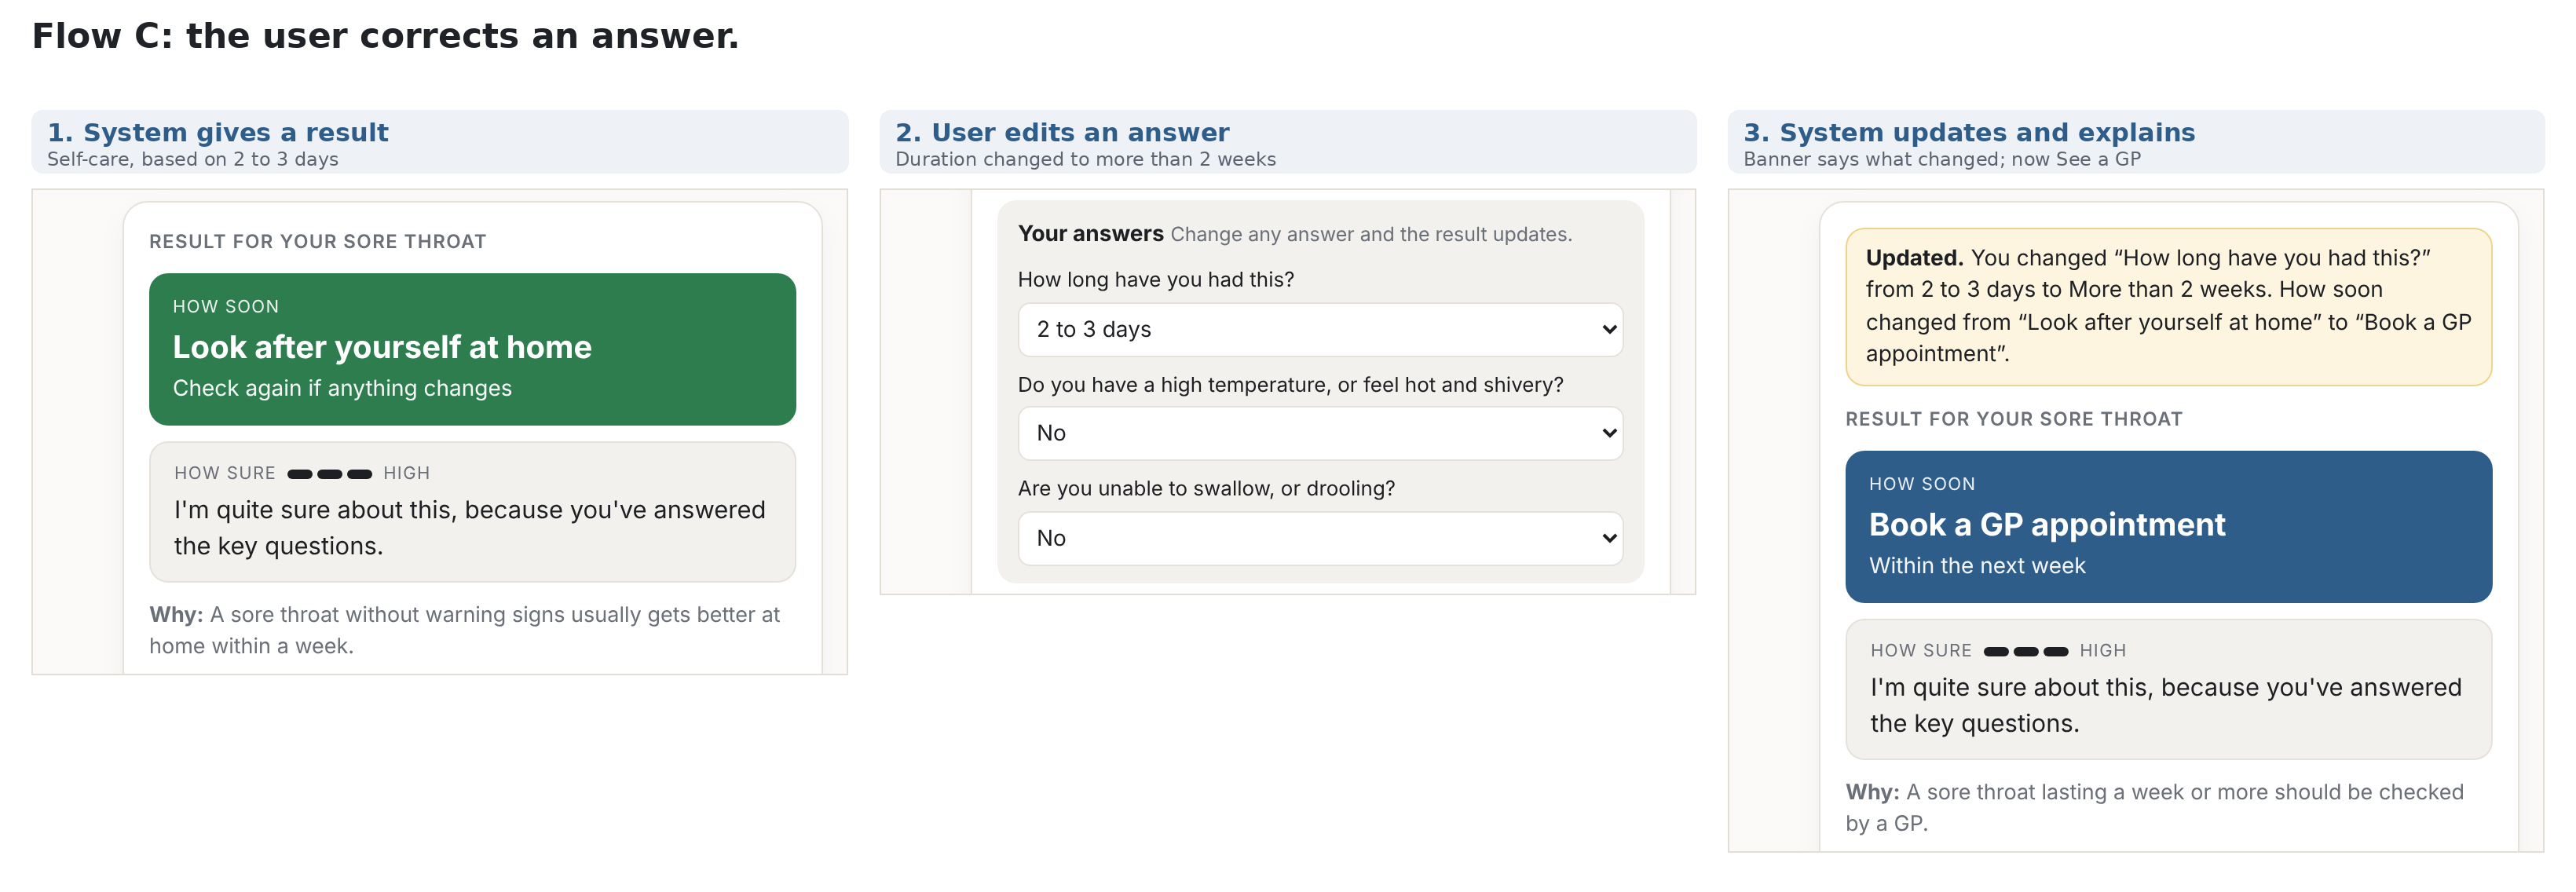 Flow C: the user corrects an answer.
1. System gives a result
Self-care, based on 2 to 3 days
RESULT FOR YOUR SORE THROAT
HOW SOON
Look after yourself at home
Check again if anything changes
HOW SURE HIGH
I'm quite sure about this, because you've answered
the key questions.
Why: A sore throat without warning signs usually gets better at
home within a week.
2. User edits an answer
Duration changed to more than 2 weeks
Your answers Change any answer and the result updates.
How long have you had this?
2 to 3 days
Do you have a high temperature, or feel hot and shivery?
No
Are you unable to swallow, or drooling?
No
3. System updates and explains
Banner says what changed; now See a GP
Updated. You changed “How long have you had this?”
from 2 to 3 days to More than 2 weeks. How soon
changed from “Look after yourself at home” to “Book a GP
appointment”.
RESULT FOR YOUR SORE THROAT
HOW SOON
Book a GP appointment
Within the next week
HOW SURE HIGH
I'm quite sure about this, because you've answered
the key questions.
Why: A sore throat lasting a week or more should be checked
by a GP.